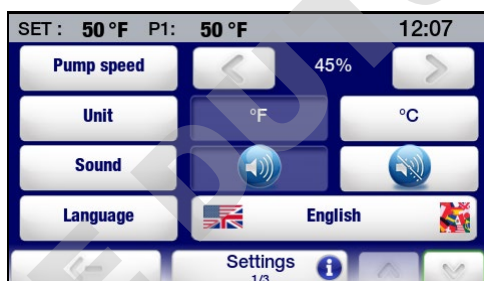 SET : 50 °F P1: 50 °F 12:07
Pump speed 45%
Unit °F °C
Sound
Language English
Settings
1/3